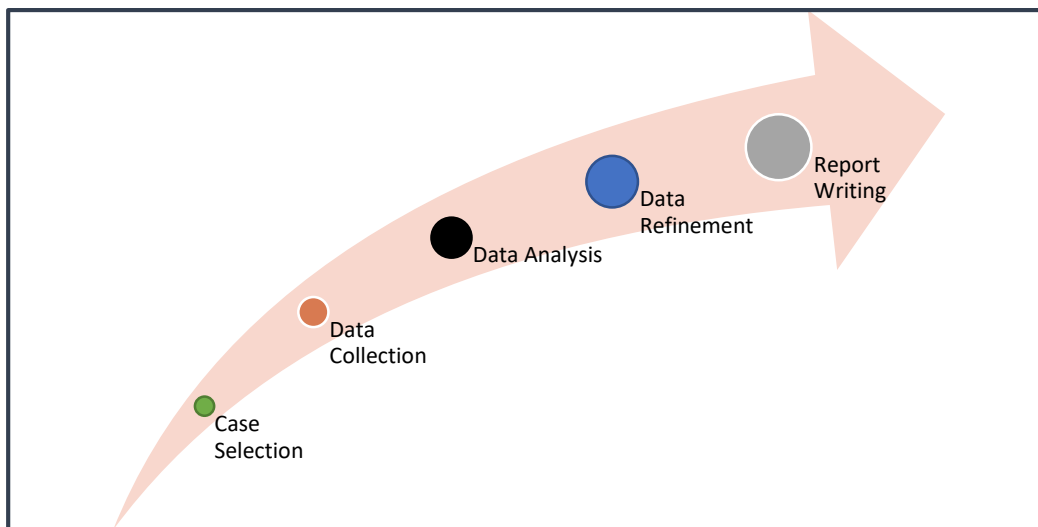 Report
Writing
Data
Refinement
Data Analysis
Data
Collection
Case
Selection